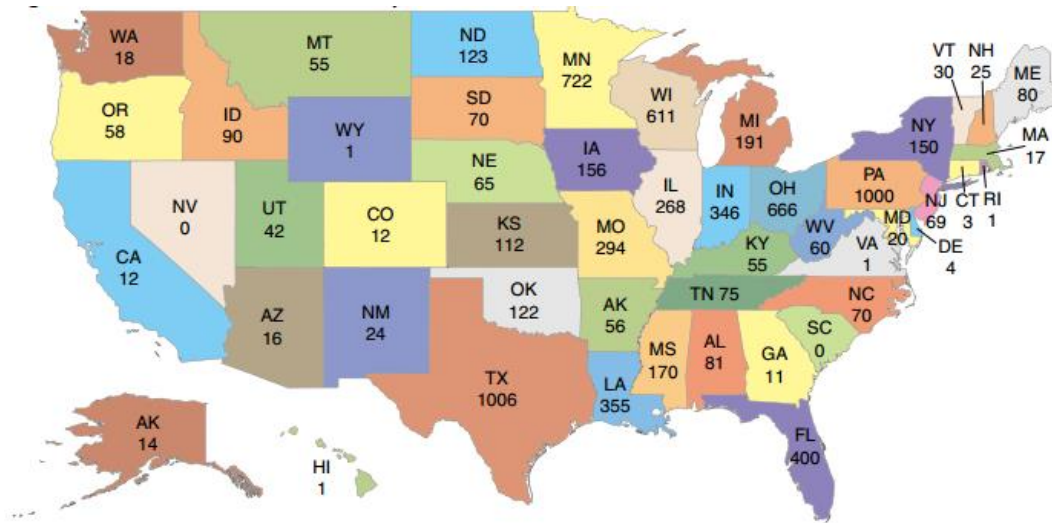 WA
18
MT
55
ND
123
MN
722
VT
30
NH
25
ME
80
OR
58
ID
90
WY
1
SD
70
WI
611
MI
191
NY
150
MA
17
NV
0
UT
42
CO
12
NE
65
IA
156
IL
268
IN
346
OH
666
PA
1000
NJ
69
CT
3
RI
1
CA
12
KS
112
MO
294
KY
55
WV
60
VA
1
MD
20
DE
4
AZ
16
NM
24
OK
122
AK
56
TN 75
NC
70
SC
0
TX
1006
LA
355
MS
170
AL
81
GA
11
FL
400
AK
14
HI
1